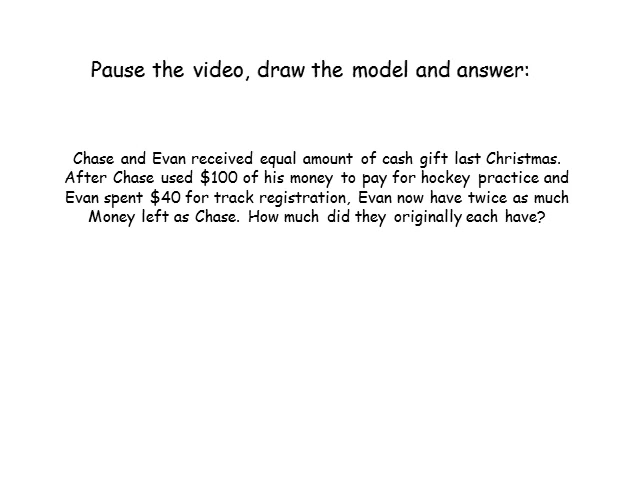 Pause the video, draw the model and answer:
Chase and Evan received equal amount of cash gift last Christmas.
After Chase used $100 of his money to pay for hockey practice and
Evan spent $40 for track registration, Evan now have twice as much
Money left as Chase. How much did they originally each have?